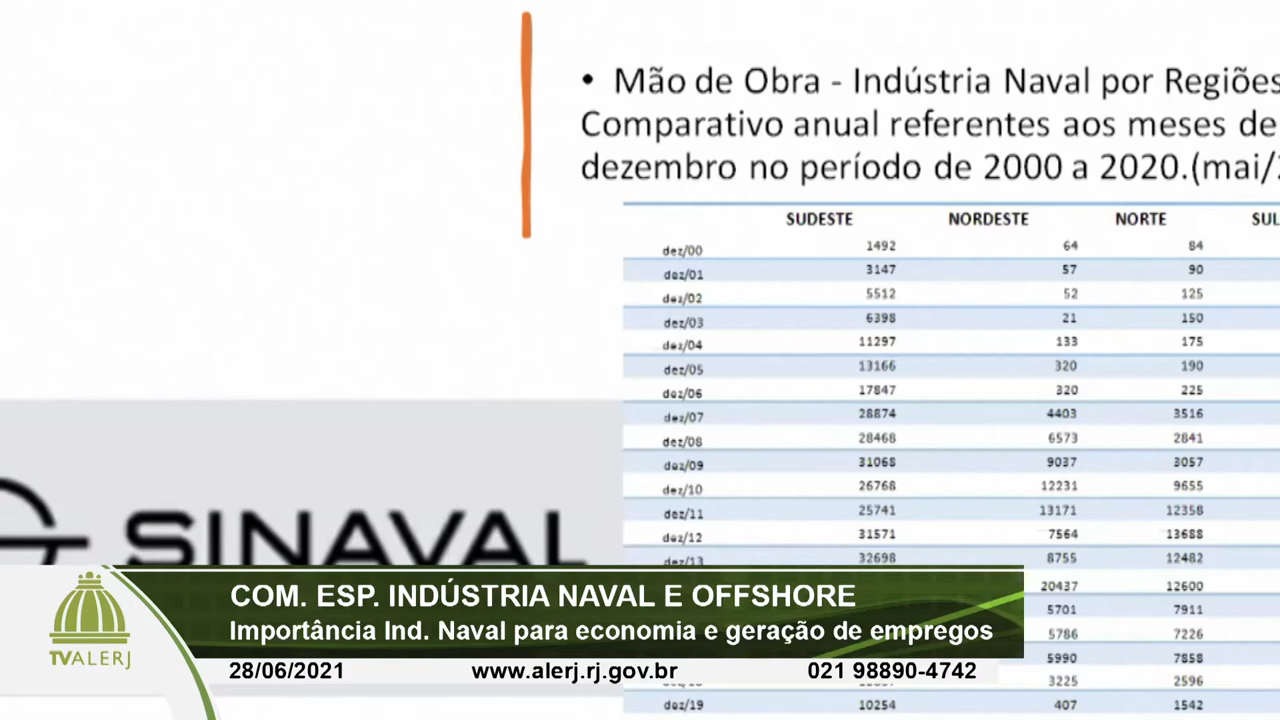 • Mão de Obra - Indústria Naval por Regiões
Comparativo anual referentes aos meses de
dezembro no período de 2000 a 2020.(mai/2
SUDESTE NORDESTE NORTE SUL
dez/00 1492 64 84
dez/01 3147 57 90
dez/02 5512 52 125
dez/03 6398 21 150
dez/04 11297 133 175
dez/05 13166 320 190
dez/06 17847 320 225
dez/07 28874 4403 3516
dez/08 28468 6573 2841
dez/09 31068 9037 3057
dez/10 26768 12231 9655
dez/11 25741 13171 12358
dez/12 31571 7564 13688
dez/13 32698 8755 12482
20437 12600
5701 7911
5786 7226
5990 7858
3225 2596
dez/19 10254 407 1542
SINAVAL
COM. ESP. INDÚSTRIA NAVAL E OFFSHORE
Importância Ind. Naval para economia e geração de empregos
TVALERJ
28/06/2021 www.alerj.rj.gov.br 021 98890-4742